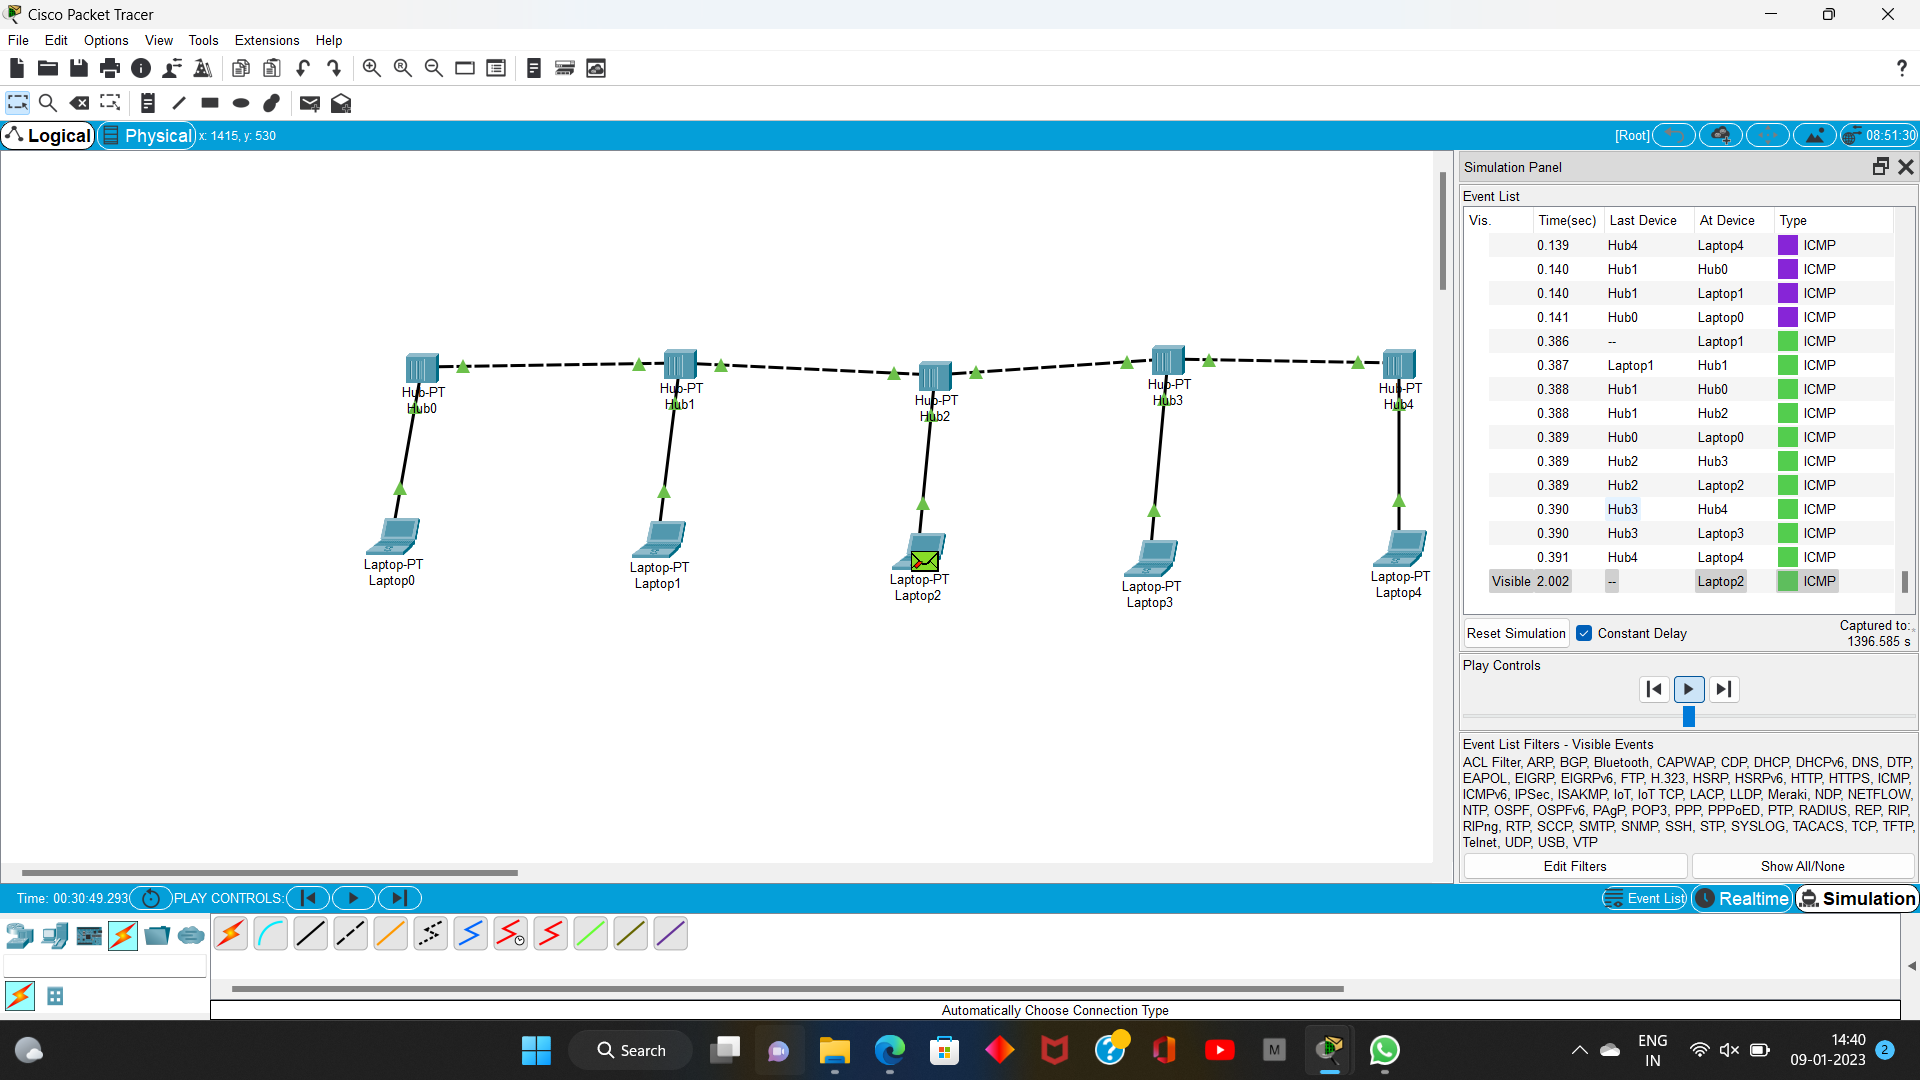 Cisco Packet Tracer
File Edit Options View Tools Extensions Help
?
Logical Physical x: 1415, y: 530 [Root] 08:51:30
Simulation Panel
Event List
Vis. Time(sec) Last Device At Device Type
0.139 Hub4 Laptop4 ICMP
0.140 Hub1 Hub0 ICMP
0.140 Hub1 Laptop1 ICMP
0.141 Hub0 Laptop0 ICMP
0.386 -- Laptop1 ICMP
0.387 Laptop1 Hub1 ICMP
0.388 Hub1 Hub0 ICMP
0.388 Hub1 Hub2 ICMP
0.389 Hub0 Laptop0 ICMP
0.389 Hub2 Hub3 ICMP
0.389 Hub2 Laptop2 ICMP
0.390 Hub3 Hub4 ICMP
0.390 Hub3 Laptop3 ICMP
0.391 Hub4 Laptop4 ICMP
Visible 2.002 -- Laptop2 ICMP
Reset Simulation Constant Delay Captured to:
1396.585 s
Play Controls
Event List Filters - Visible Events
ACL Filter, ARP, BGP, Bluetooth, CAPWAP, CDP, DHCP, DHCPv6, DNS, DTP,
EAPOL, EIGRP, EIGRPv6, FTP, H.323, HSRP, HSRPv6, HTTP, HTTPS, ICMP,
ICMPv6, IPSec, ISAKMP, IoT, IoT TCP, LACP, LLDP, Meraki, NDP, NETFLOW,
NTP, OSPF, OSPFv6, PAgP, POP3, PPP, PPPoED, PTP, RADIUS, REP, RIP,
RIPng, RTP, SCCP, SMTP, SNMP, SSH, STP, SYSLOG, TACACS, TCP, TFTP,
Telnet, UDP, USB, VTP
Edit Filters Show All/None
Hub-PT
Hub0
Hub-PT
Hub1
Hub-PT
Hub2
Hub-PT
Hub3
Hub-PT
Hub4
Laptop-PT
Laptop0
Laptop-PT
Laptop1
Laptop-PT
Laptop2
Laptop-PT
Laptop3
Laptop-PT
Laptop4
Time: 00:30:49.293 PLAY CONTROLS: Event List Realtime Simulation
Automatically Choose Connection Type
Search
M
ENG
IN
14:40
09-01-2023
2